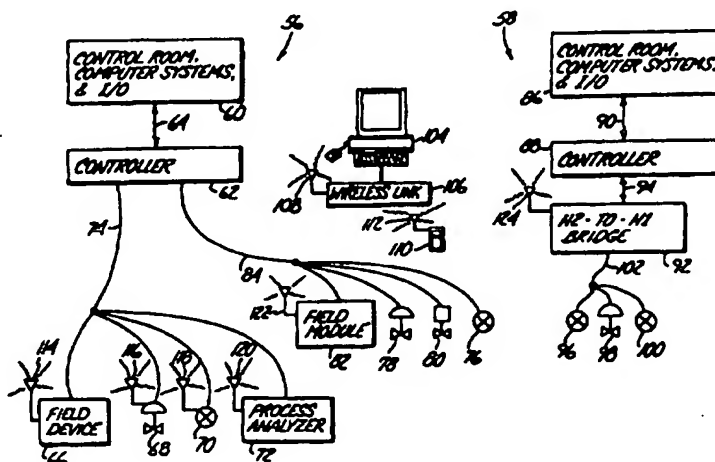 56
58
CONTROL ROOM,
COMPUTER SYSTEMS,
& I/O
60
64
CONTROLLER
62
74
84
104
108
WIRELESS LINK
106
112
110
CONTROL ROOM,
COMPUTER SYSTEMS,
& I/O
86
90
88
CONTROLLER
94
124
H2-TO-H1
BRIDGE
92
102
96
98
100
122
FIELD
MODULE
82
78
80
76
114
116
118
120
FIELD
DEVICE
66
68
70
PROCESS
ANALYZER
72